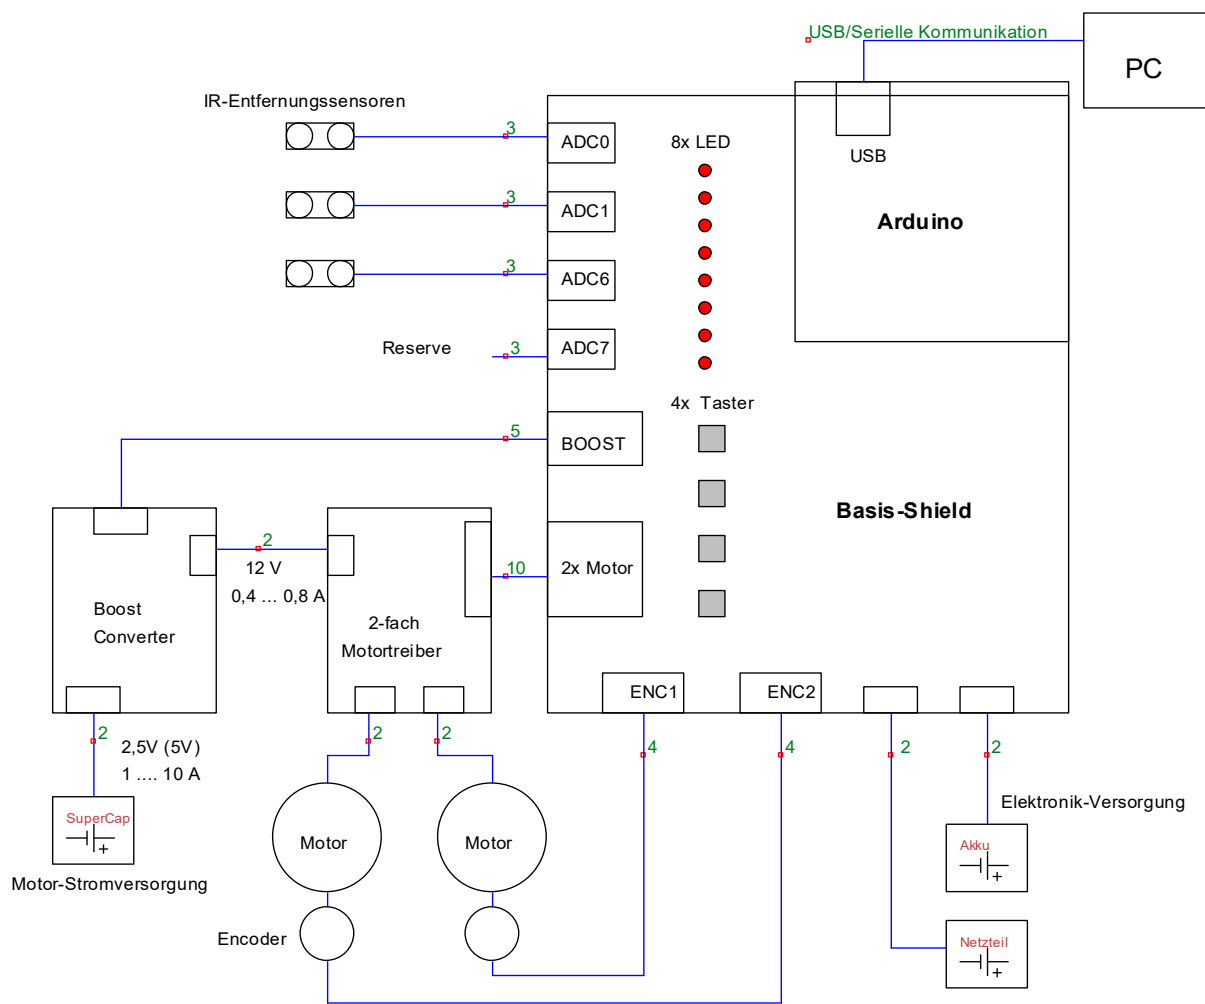 USB/Serielle Kommunikation
PC
IR-Entfernungssensoren
3
ADC0
8x LED
USB
3
ADC1
Arduino
3
ADC6
Reserve
3
ADC7
4x Taster
5
BOOST
Basis-Shield
2
12 V
0,4 ... 0,8 A
10
2x Motor
Boost
Converter
2-fach
Motortreiber
ENC1
ENC2
2
2,5V (5V)
1 .... 10 A
2
2
4
4
2
2
Elektronik-Versorgung
SuperCap
+
Motor
Motor
Akku
+
Motor-Stromversorgung
Encoder
Netzteil
+